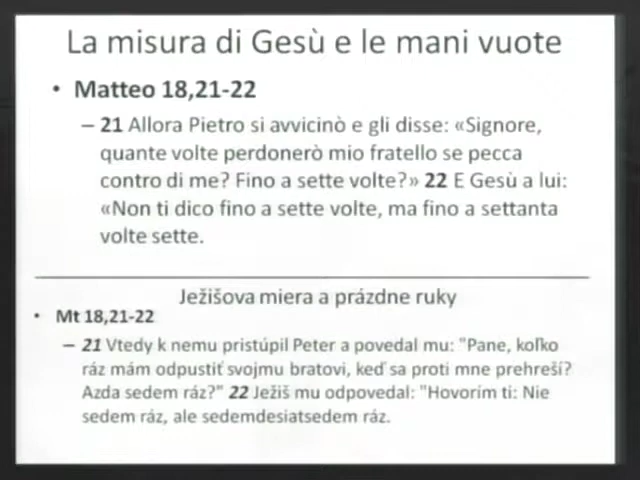 La misura di Gesù e le mani vuote
• Matteo 18,21-22
– 21 Allora Pietro si avvicinò e gli disse: «Signore,
quante volte perdonerò mio fratello se pecca
contro di me? Fino a sette volte?» 22 E Gesù a lui:
«Non ti dico fino a sette volte, ma fino a settanta
volte sette.
Ježišova miera a prázdne ruky
• Mt 18,21-22
– 21 Vtedy k nemu pristúpil Peter a povedal mu: "Pane, koľko
ráz mám odpustiť svojmu bratovi, keď sa proti mne prehreší?
Azda sedem ráz?" 22 Ježiš mu odpovedal: "Hovorím ti: Nie
sedem ráz, ale sedemdesiatsedem ráz.